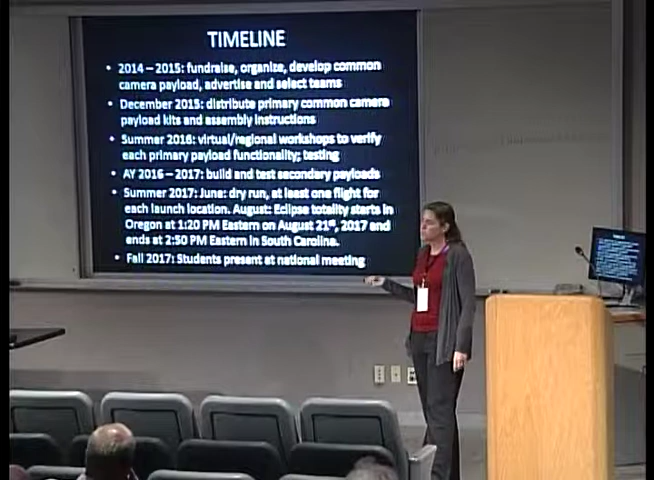 TIMELINE
• 2014 – 2015: fundraise, organize, develop common
camera payload, advertise and select teams
• December 2015: distribute primary common camera
payload kits and assembly instructions
• Summer 2016: virtual/regional workshops to verify
each primary payload functionality; testing
• AY 2016 – 2017: build and test secondary payloads
• Summer 2017: June: dry run, at least one flight for
each launch location. August: Eclipse totality starts in
Oregon at 1:20 PM Eastern on August 21st, 2017 and
ends at 2:50 PM Eastern in South Carolina.
• Fall 2017: Students present at national meeting